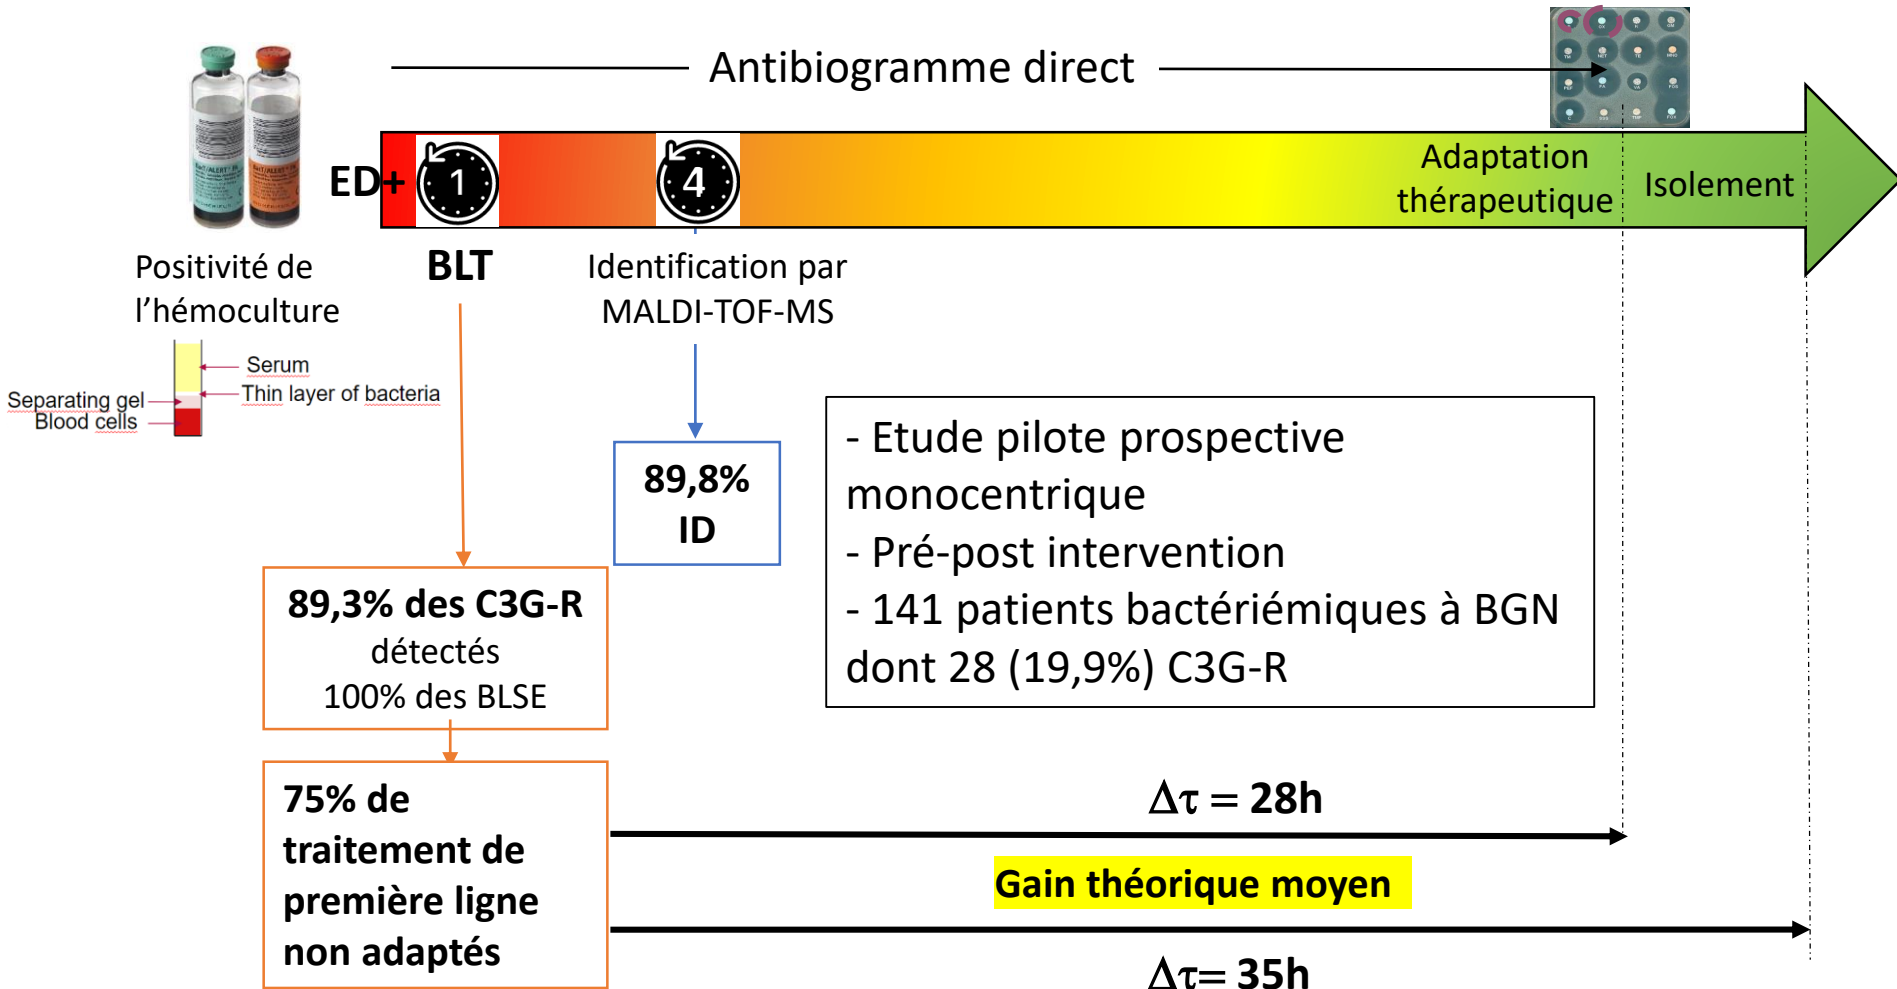 Antibiogramme direct
ED+
1
4
Adaptation
thérapeutique
Isolement
Positivité de
l’hémoculture
BLT
Identification par
MALDI-TOF-MS
Serum
Thin layer of bacteria
Separating gel
Blood cells
89,8%
ID
- Etude pilote prospective
monocentrique
- Pré-post intervention
- 141 patients bactériémiques à BGN
dont 28 (19,9%) C3G-R
89,3% des C3G-R
détectés
100% des BLSE
75% de
traitement de
première ligne
non adaptés
Δτ = 28h
Gain théorique moyen
Δτ= 35h